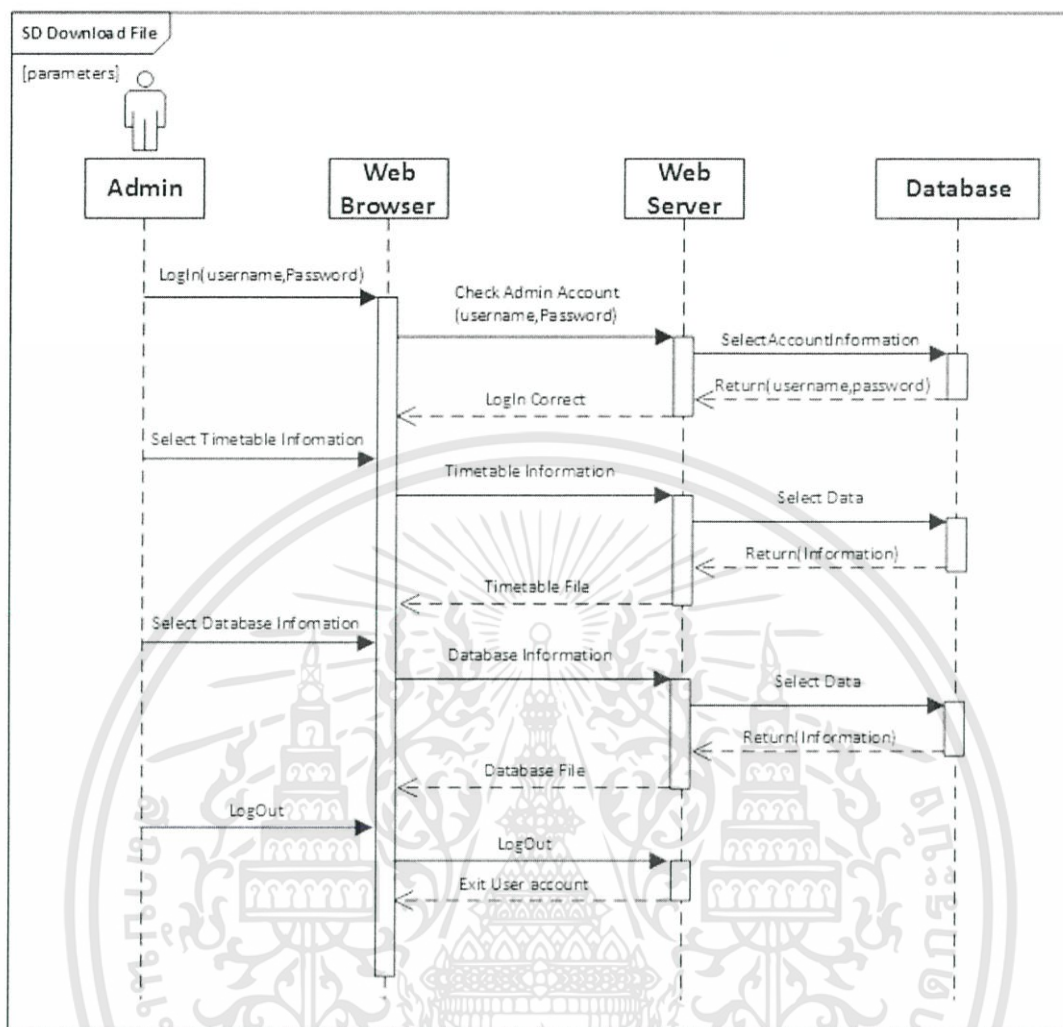 SD Download File
[parameters]
Admin
Web
Browser
Web
Server
Database
LogIn(username,Password)
Check Admin Account
(username,Password)
SelectAccountInformation
Return(username,password)
LogIn Correct
Select Timetable Infomation
Timetable Information
Select Data
Return(Information)
Timetable File
Select Database Infomation
Database Information
Select Data
Return(Information)
Database File
LogOut
LogOut
Exit User account